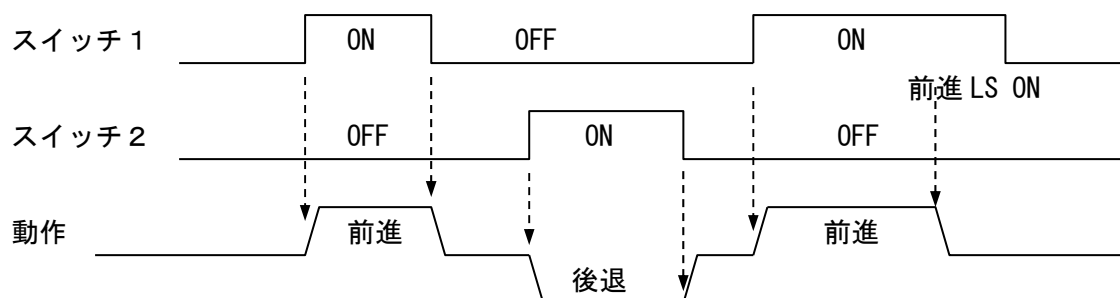 スイッチ1 ON OFF ON
前進 LS ON
スイッチ2 OFF ON OFF
動作 前進 前進
後退